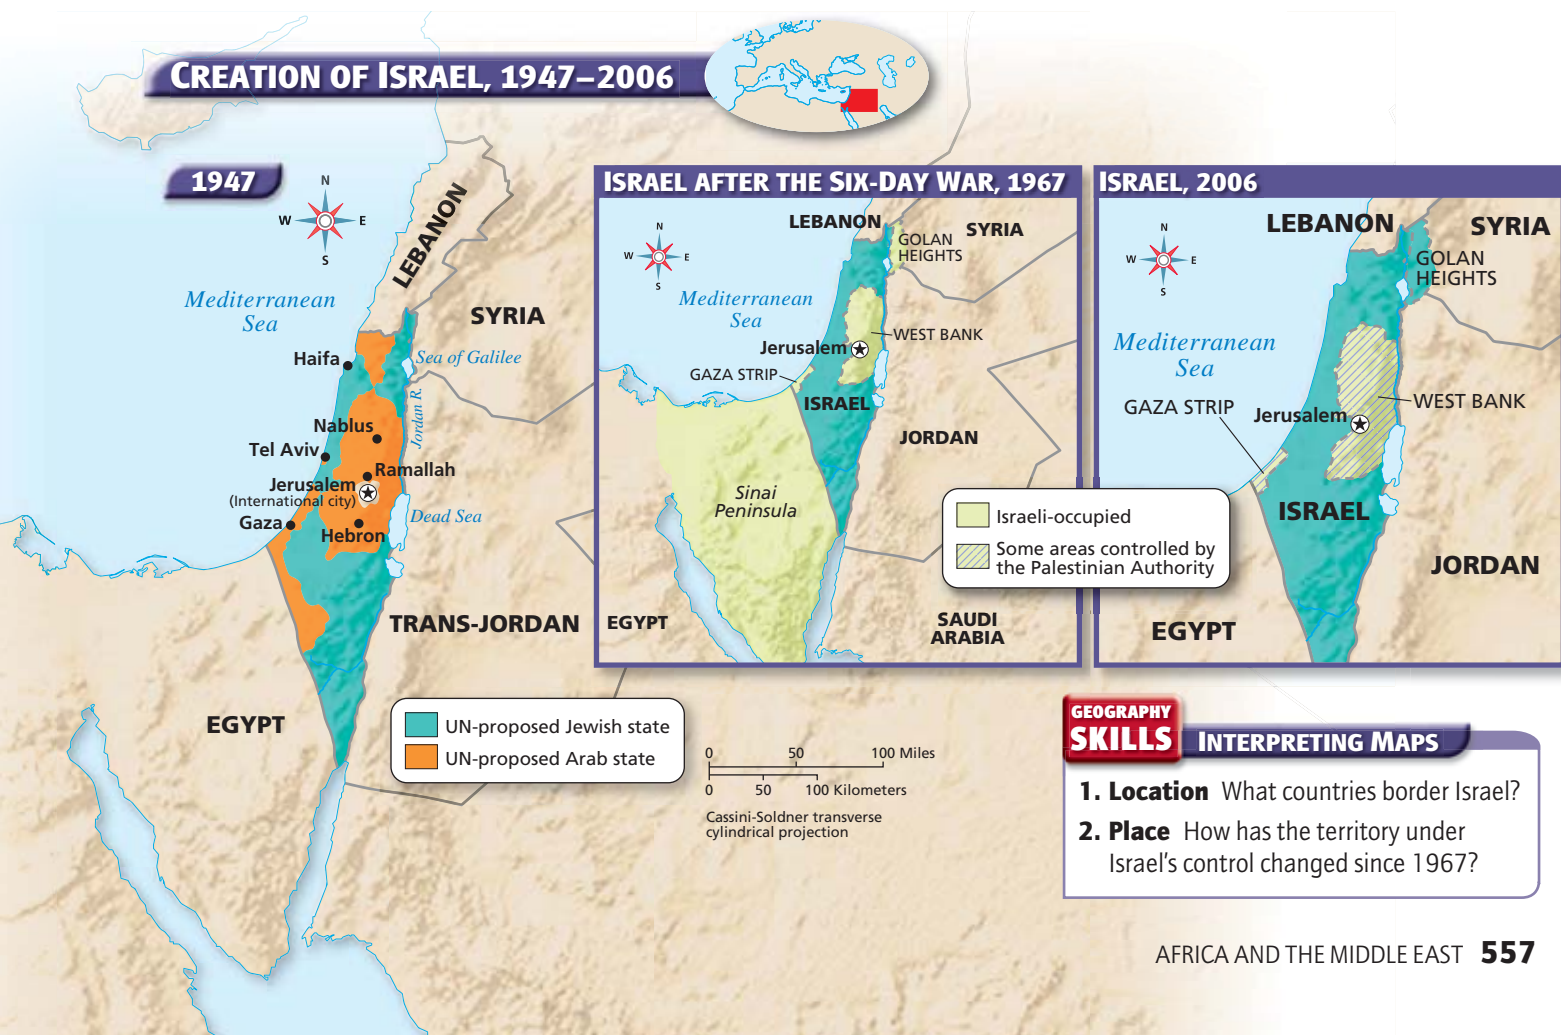 CREATION OF ISRAEL, 1947–2006
1947
N
W
E
S
LEBANON
Mediterranean
Sea
SYRIA
Haifa
Sea of Galilee
Jordan R.
Nablus
Tel Aviv
Ramallah
Jerusalem
(International city)
Gaza
Dead Sea
Hebron
TRANS-JORDAN
EGYPT
UN-proposed Jewish state
UN-proposed Arab state
0 50 100 Miles
0 50 100 Kilometers
Cassini-Soldner transverse
cylindrical projection
ISRAEL AFTER THE SIX-DAY WAR, 1967
N
W
E
S
LEBANON
SYRIA
GOLAN
HEIGHTS
Mediterranean
Sea
WEST BANK
Jerusalem
GAZA STRIP
ISRAEL
JORDAN
Sinai
Peninsula
EGYPT
SAUDI
ARABIA
Israeli-occupied
Some areas controlled by
the Palestinian Authority
ISRAEL, 2006
N
W
E
S
LEBANON
SYRIA
GOLAN
HEIGHTS
Mediterranean
Sea
GAZA STRIP
WEST BANK
Jerusalem
ISRAEL
JORDAN
EGYPT
GEOGRAPHY
SKILLS
INTERPRETING MAPS
1. Location What countries border Israel?
2. Place How has the territory under
Israel's control changed since 1967?
AFRICA AND THE MIDDLE EAST 557